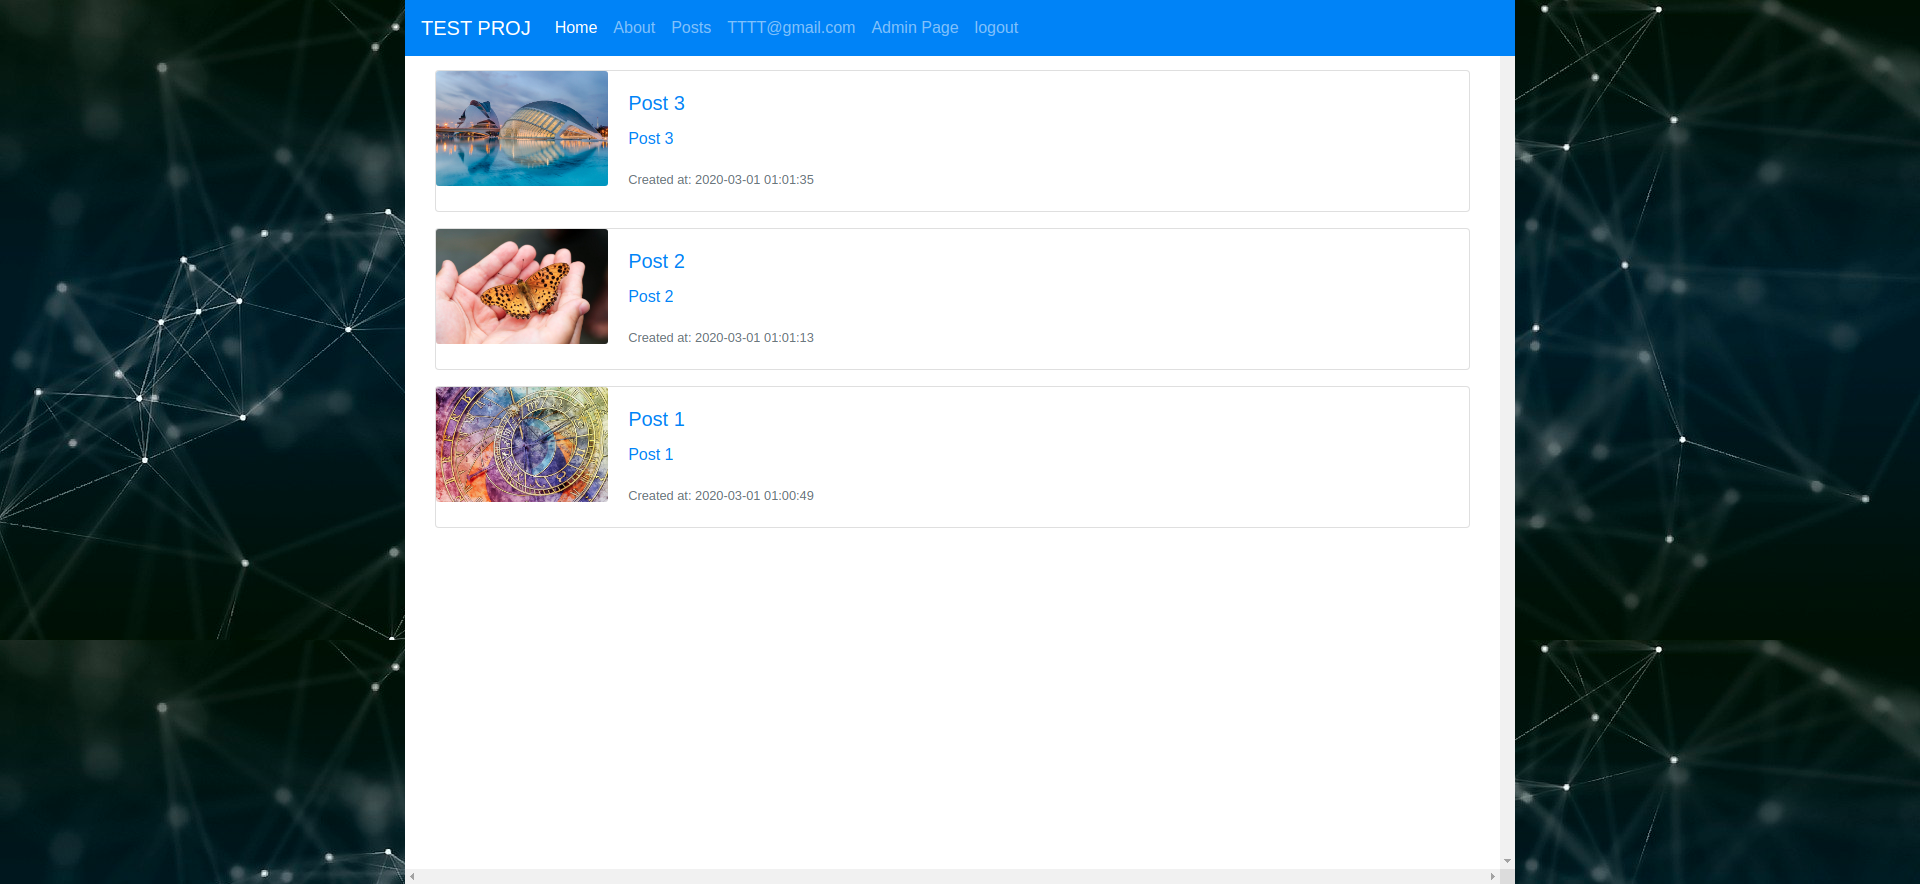 TEST PROJ Home About Posts TTTT@gmail.com Admin Page logout
Post 3
Post 3
Created at: 2020-03-01 01:01:35
Post 2
Post 2
Created at: 2020-03-01 01:01:13
Post 1
Post 1
Created at: 2020-03-01 01:00:49